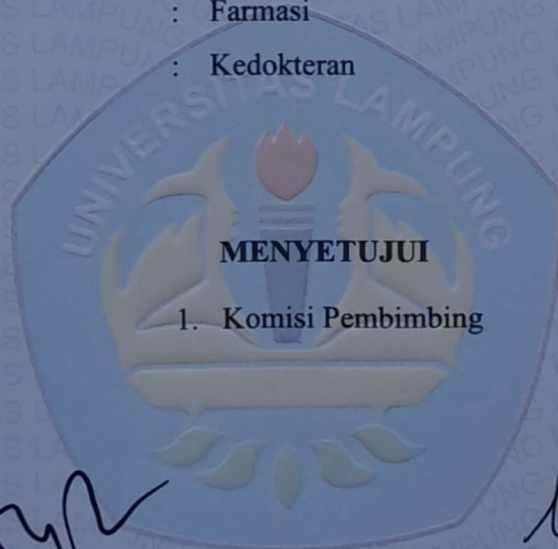 : Farmasi
: Kedokteran
UNIVERSITAS LAMPUNG
MENYETUJUI
1. Komisi Pembimbing